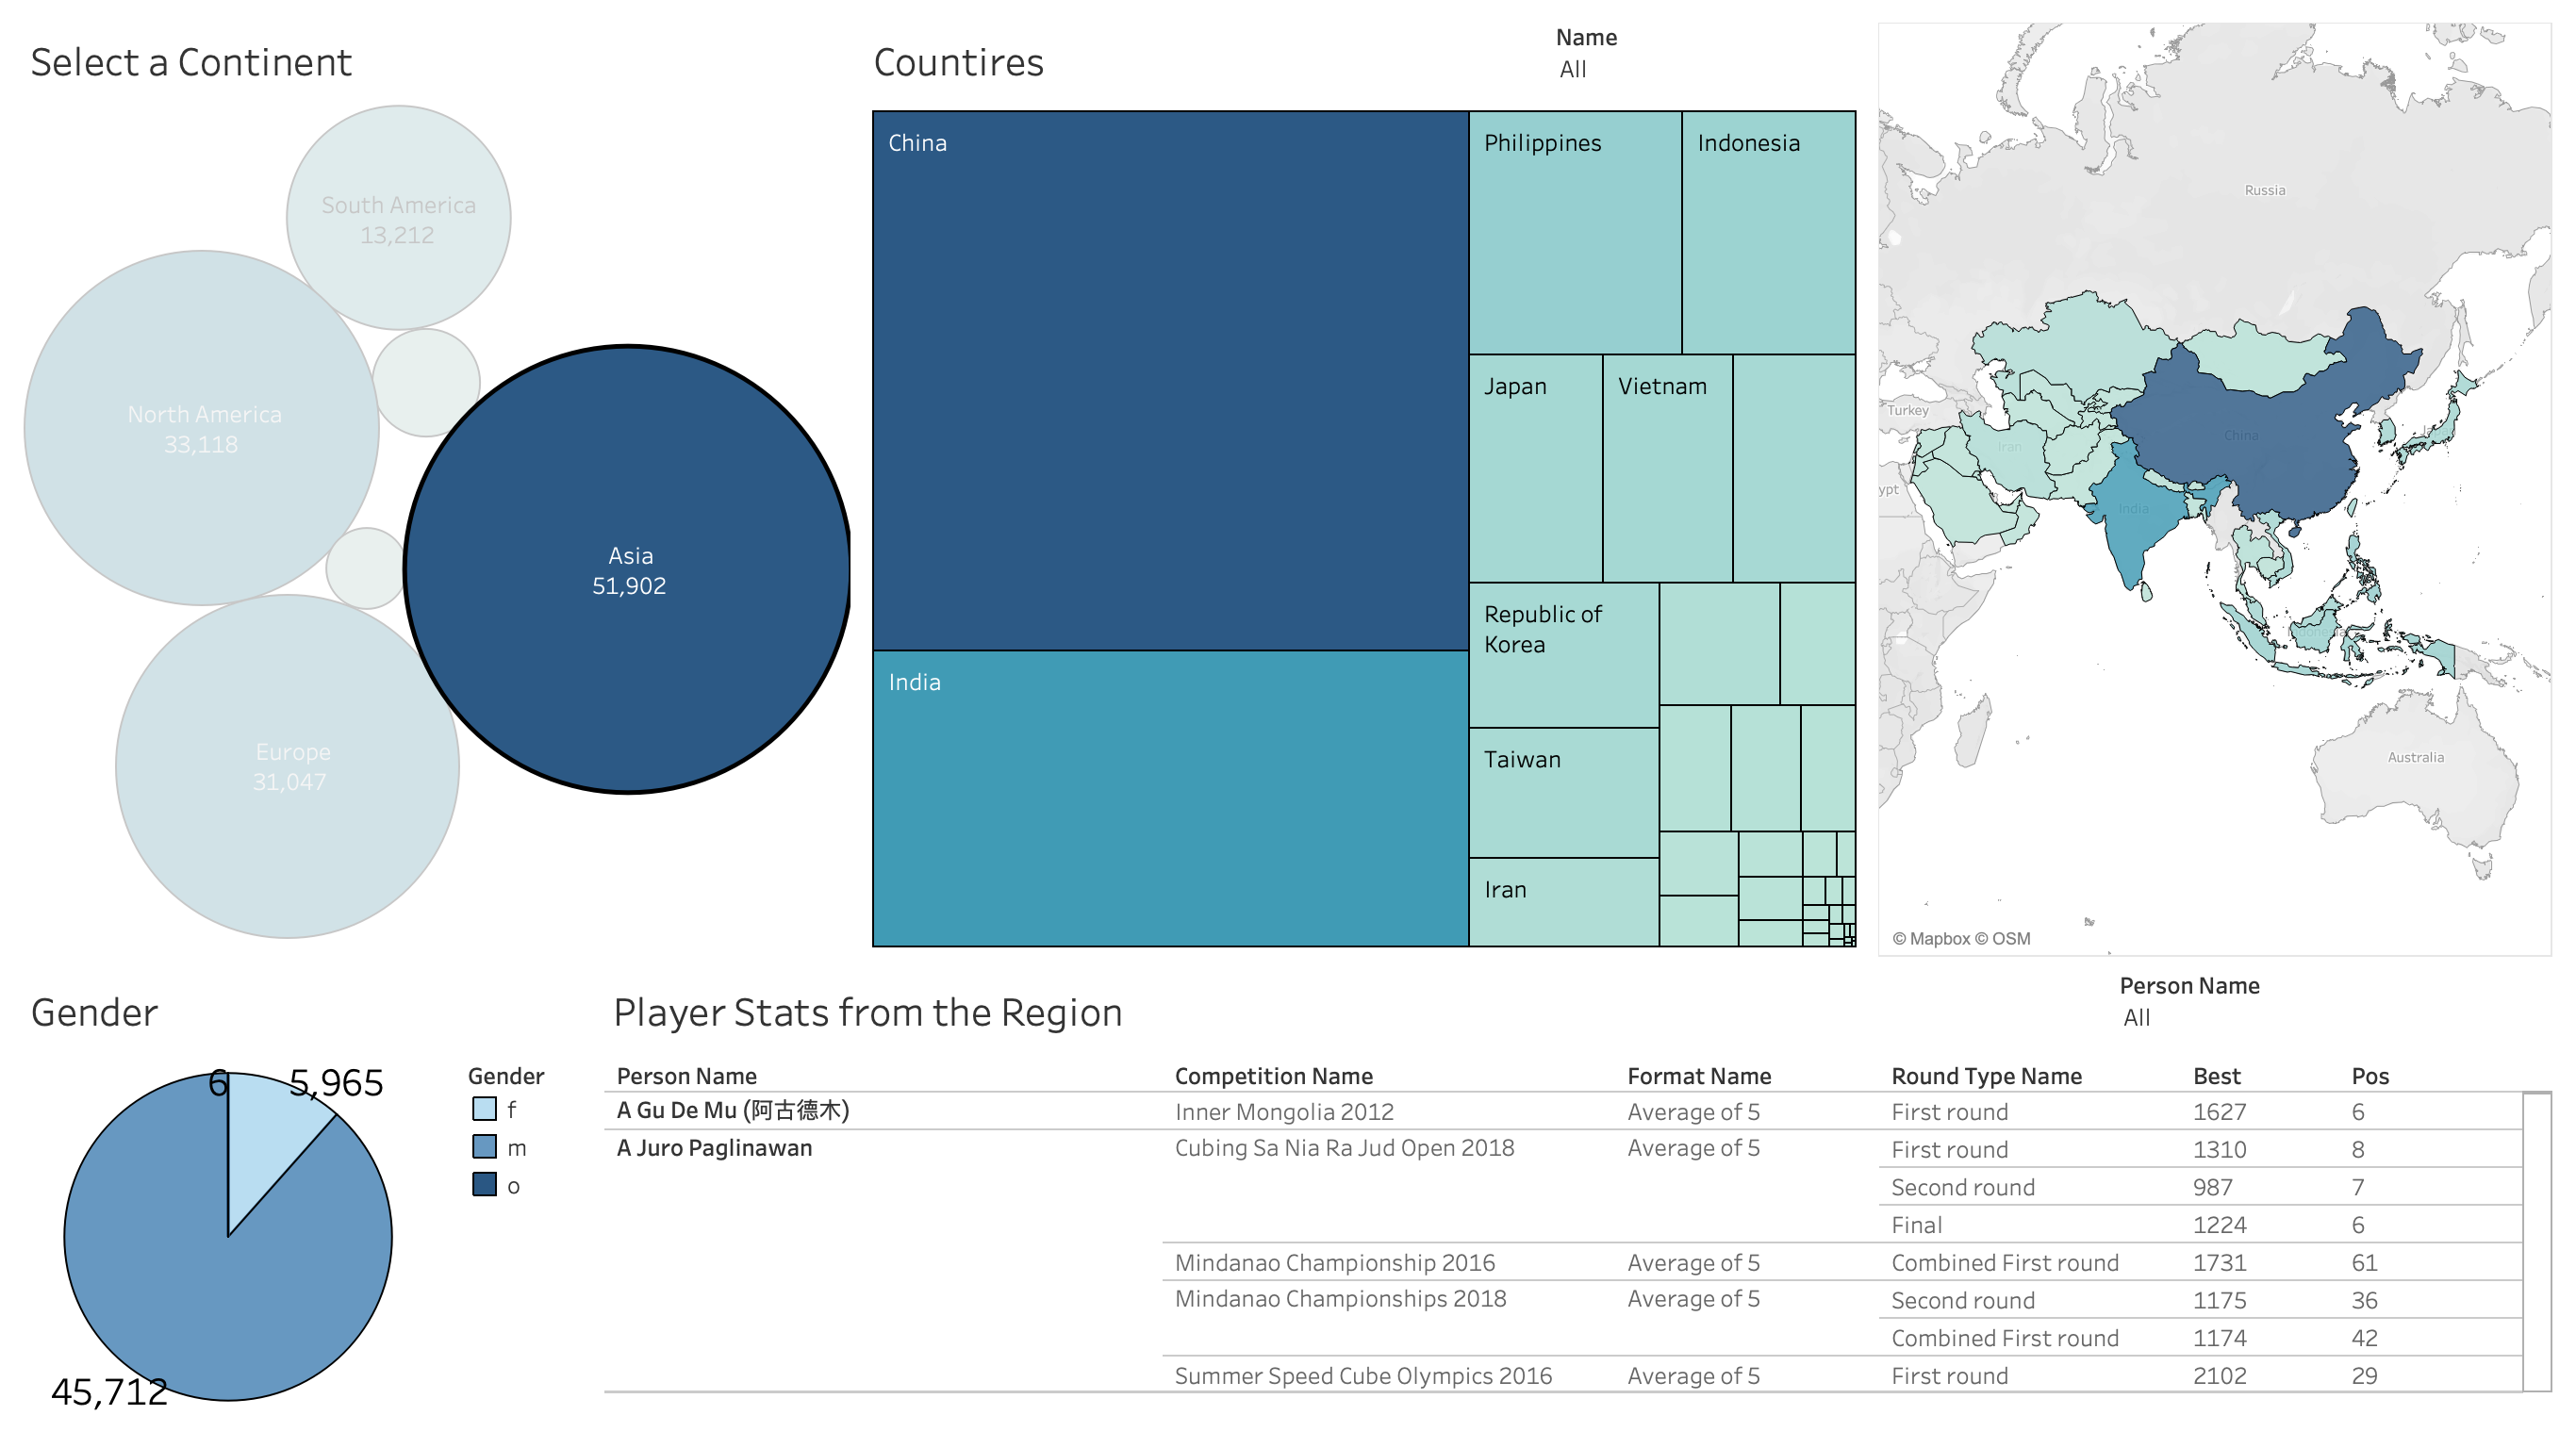 Select a Continent
South America
13,212
North America
33,118
Asia
51,902
Europe
31,047
Countires
Name
All
China
India
Philippines
Indonesia
Japan
Vietnam
Republic of
Korea
Taiwan
Iran
Russia
Turkey
Iran
China
ypt
India
Indonesia
Australia
© Mapbox © OSM
Gender
6
5,965
45,712
Gender
f
m
o
Player Stats from the Region
Person Name
All
Person Name Competition Name Format Name Round Type Name Best Pos
A Gu De Mu (阿古德木) Inner Mongolia 2012 Average of 5 First round 1627 6
A Juro Paglinawan Cubing Sa Nia Ra Jud Open 2018 Average of 5 First round 1310 8
Second round 987 7
Final 1224 6
Mindanao Championship 2016 Average of 5 Combined First round 1731 61
Mindanao Championships 2018 Average of 5 Second round 1175 36
Combined First round 1174 42
Summer Speed Cube Olympics 2016 Average of 5 First round 2102 29